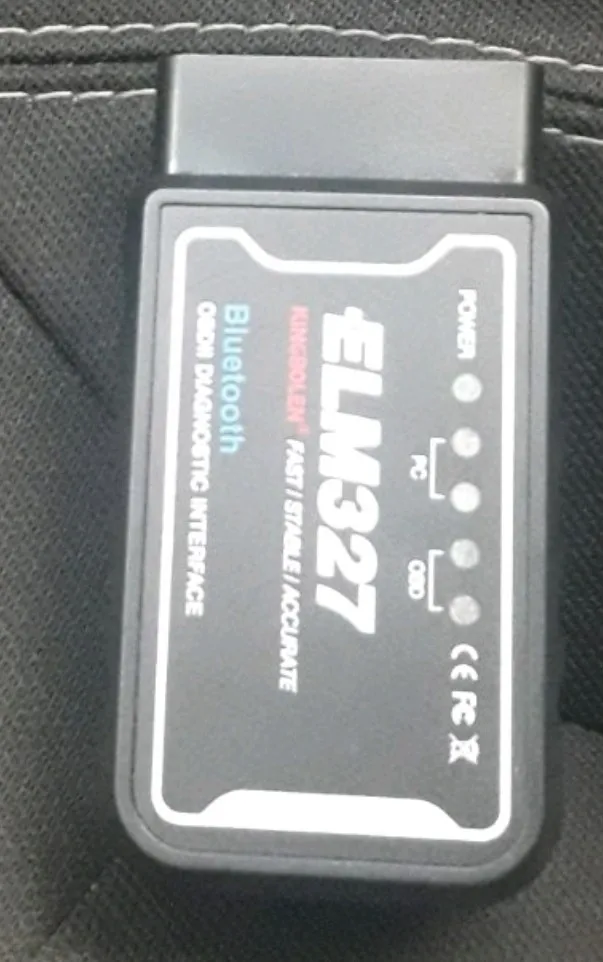 POWER
PC
OBD
CE FC
ELM327
KINGBOLEN® FAST / STABLE / ACCURATE
Bluetooth
OBDII DIAGNOSTIC INTERFACE